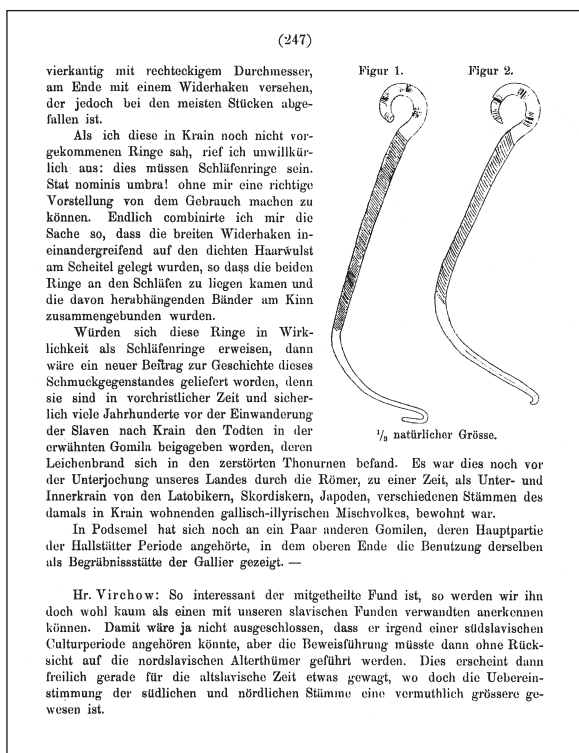 (247)
vierkantig mit rechteckigem Durchmesser,
am Ende mit einem Widerhaken versehen,
der jedoch bei den meisten Stücken abge-
fallen ist.
Als ich diese in Krain noch nicht vor-
gekommenen Ringe sah, rief ich unwillkür-
lich aus: dies müssen Schläfenringe sein.
Stat nominis umbra! ohne mir eine richtige
Vorstellung von dem Gebrauch machen zu
können. Endlich combinirte ich mir die
Sache so, dass die breiten Widerhaken in-
einandergreifend auf den dichten Haarwulst
am Scheitel gelegt wurden, so dass die beiden
Ringe an den Schläfen zu liegen kamen und
die davon herabhängenden Bänder am Kinn
zusammengebunden wurden.
Würden sich diese Ringe in Wirk-
lichkeit als Schläfenringe erweisen, dann
wäre ein neuer Beitrag zur Geschichte dieses
Schmuckgegenstandes geliefert worden, denn
sie sind in vorchristlicher Zeit und sicher-
lich viele Jahrhunderte vor der Einwanderung
der Slaven nach Krain den Todten in der
erwähnten Gomila beigegeben worden, deren
Figur 1. Figur 2.
1/3 natürlicher Grösse.
Leichenbrand sich in den zerstörten Thonurnen befand. Es war dies noch vor
der Unterjochung unseres Landes durch die Römer, zu einer Zeit, als Unter- und
Innerkrain von den Latobikern, Skordiskern, Japoden, verschiedenen Stämmen des
damals in Krain wohnenden gallisch-illyrischen Mischvolkes, bewohnt war.
In Podsemel hat sich noch an ein Paar anderen Gomilen, deren Hauptpartie
der Hallstätter Periode angehörte, in dem oberen Ende die Benutzung derselben
als Begräbnissstätte der Gallier gezeigt. —
Hr. Virchow: So interessant der mitgetheilte Fund ist, so werden wir ihn
doch wohl kaum als einen mit unseren slavischen Funden verwandten anerkennen
können. Damit wäre ja nicht ausgeschlossen, dass er irgend einer südslavischen
Culturperiode angehören könnte, aber die Beweisführung müsste dann ohne Rück-
sicht auf die nordslavischen Alterthümer geführt werden. Dies erscheint dann
freilich gerade für die altslavische Zeit etwas gewagt, wo doch die Ueberein-
stimmung der südlichen und nördlichen Stämme eine vermuthlich grössere ge-
wesen ist.